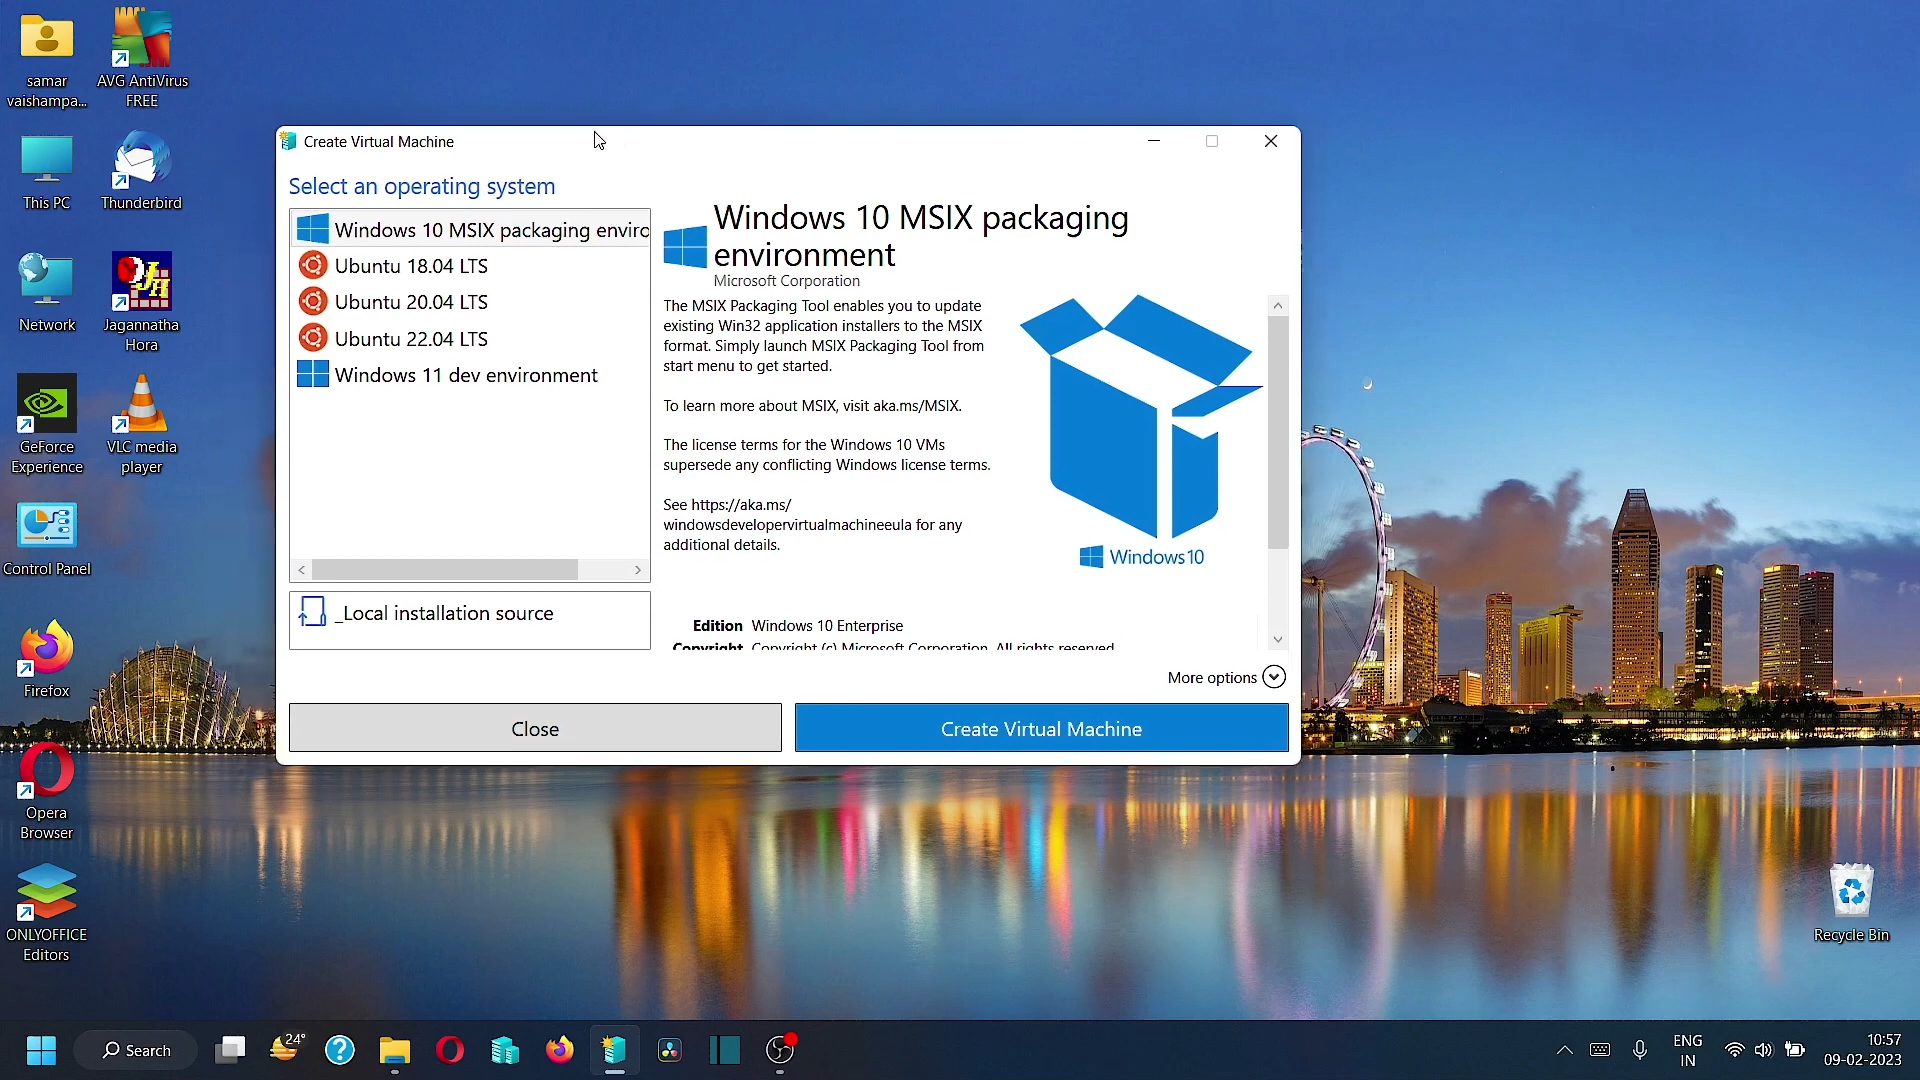 samar
vaishampa...
AVG AntiVirus
FREE
This PC
Thunderbird
Network
Jagannatha
Hora
GeForce
Experience
VLC media
player
Control Panel
Firefox
Opera
Browser
ONLYOFFICE
Editors
Recycle Bin
Create Virtual Machine
Select an operating system
Windows 10 MSIX packaging enviro
Ubuntu 18.04 LTS
Ubuntu 20.04 LTS
Ubuntu 22.04 LTS
Windows 11 dev environment
_Local installation source
Windows 10 MSIX packaging
environment
Microsoft Corporation
The MSIX Packaging Tool enables you to update
existing Win32 application installers to the MSIX
format. Simply launch MSIX Packaging Tool from
start menu to get started.
To learn more about MSIX, visit aka.ms/MSIX.
The license terms for the Windows 10 VMs
supersede any conflicting Windows license terms.
See https://aka.ms/
windowsdevelopervirtualmachineeula for any
additional details.
Windows 10
Edition Windows 10 Enterprise
Copyright Copyright (c) Microsoft Corporation. All rights reserved.
More options
Close
Create Virtual Machine
Search
24°
ENG
IN
10:57
09-02-2023